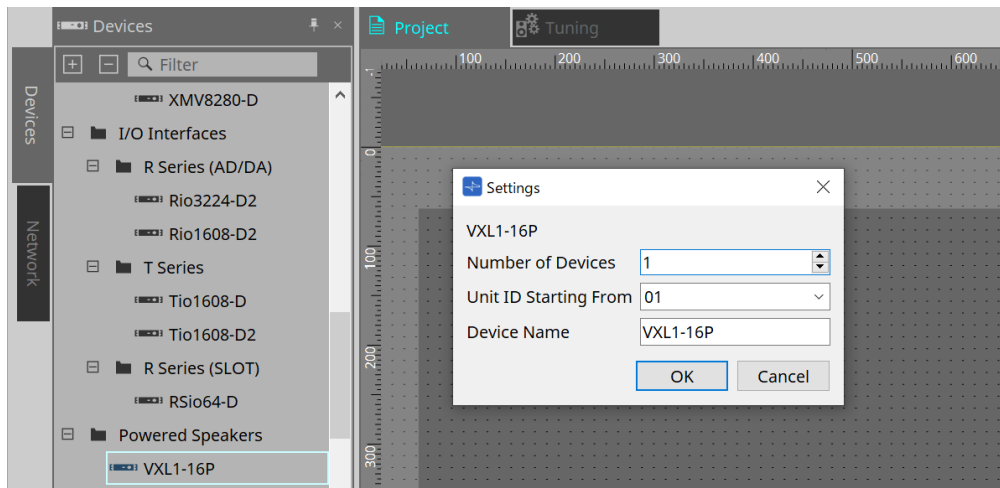 Devices
Filter
XMV8280-D
I/O Interfaces
R Series (AD/DA)
Rio3224-D2
Rio1608-D2
T Series
Tio1608-D
Tio1608-D2
R Series (SLOT)
RSio64-D
Powered Speakers
VXL1-16P
Devices
Network
Project
Tuning
100 200 300 400 500 600
0
100
200
300
Settings
VXL1-16P
Number of Devices 1
Unit ID Starting From 01
Device Name VXL1-16P
OK Cancel